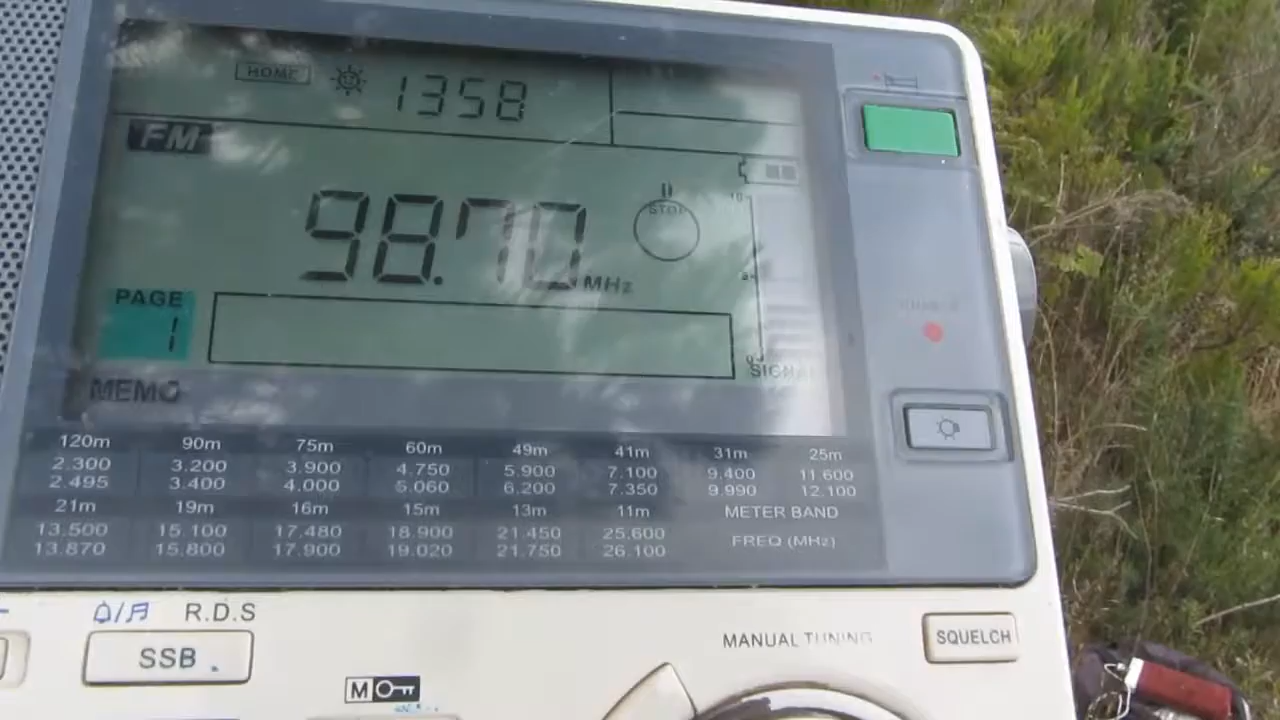 HOME 1358
FM
98.70 MHz
STOP
10
PAGE
1
SIGNAL
MEMO
120m 90m 75m 60m 49m 41m 31m 25m
2.300 3.200 3.900 4.750 5.900 7.100 9.400 11.600
2.495 3.400 4.000 5.060 6.200 7.350 9.990 12.100
21m 19m 16m 15m 13m 11m METER BAND
13.500 15.100 17.480 18.900 21.450 25.600 FREQ (MHz)
13.870 15.800 17.900 19.020 21.750 26.100
R.D.S
SSB
MANUAL TUNING
SQUELCH
M